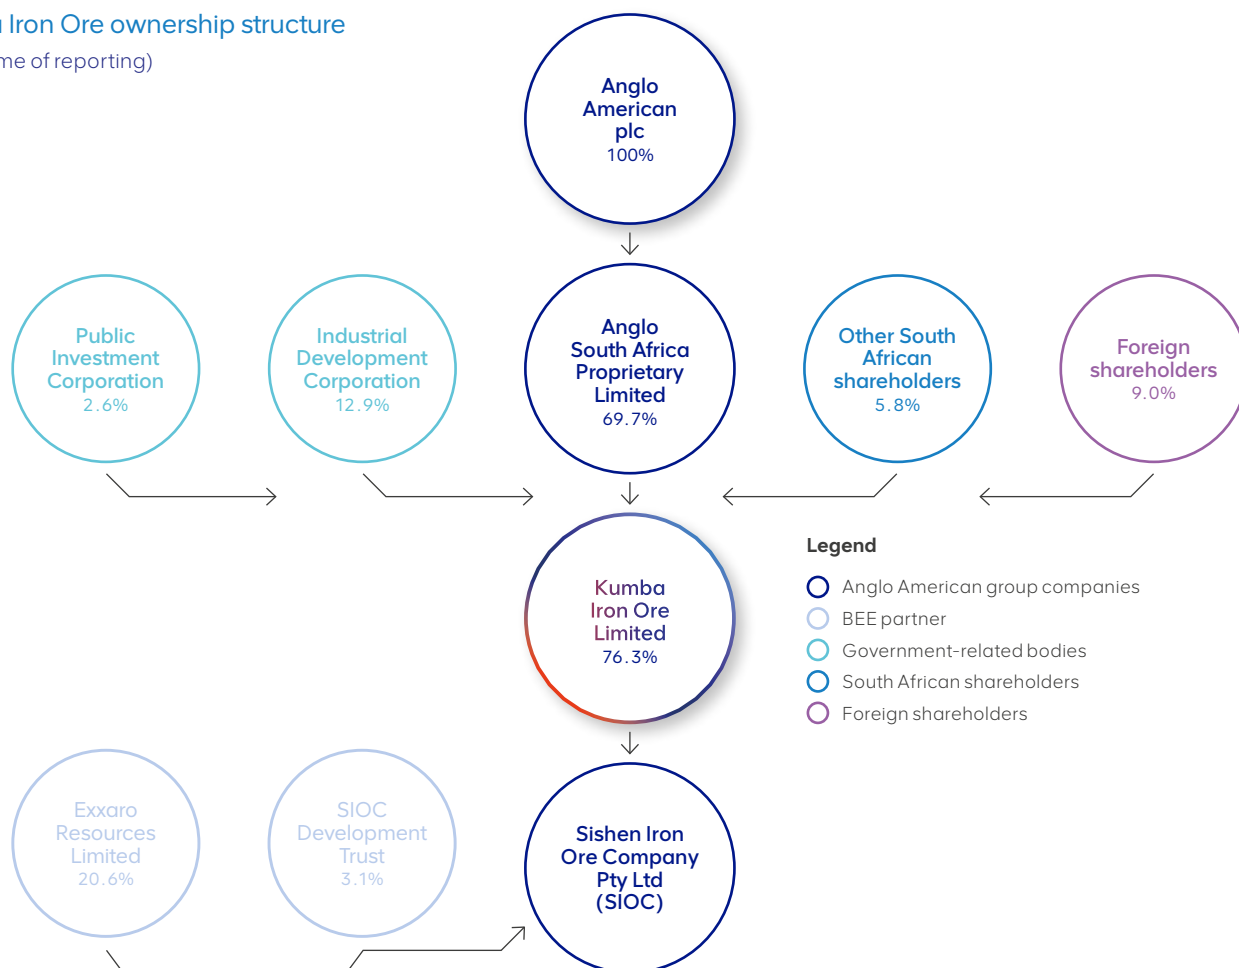 Iron Ore ownership structure
me of reporting)
Anglo
American
plc
100%
Public
Investment
Corporation
2.6%
Industrial
Development
Corporation
12.9%
Anglo
South Africa
Proprietary
Limited
69.7%
Other South
African
shareholders
5.8%
Foreign
shareholders
9.0%
Kumba
Iron Ore
Limited
76.3%
Legend
Anglo American group companies
BEE partner
Government-related bodies
South African shareholders
Foreign shareholders
Exxaro
Resources
Limited
20.6%
SIOC
Development
Trust
3.1%
Sishen Iron
Ore Company
Pty Ltd
(SIOC)